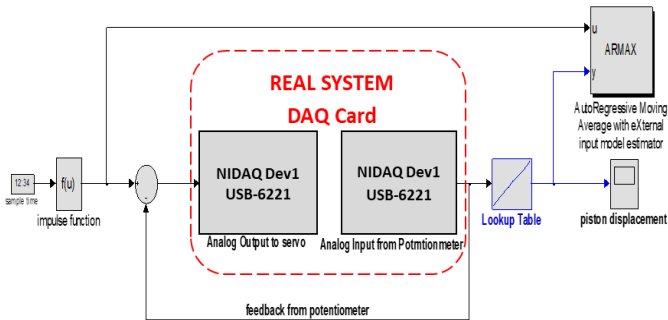 u
ARMAX
y
AutoRegressive Moving
Average with eXternal
input model estimator
REAL SYSTEM
DAQ Card
NIDAQ Dev1
USB-6221
Analog Output to servo
NIDAQ Dev1
USB-6221
Analog Input from Potmtionmeter
12:34
sample time
f(u)
impulse function
+
−
Lookup Table
piston displacement
feedback from potentiometer